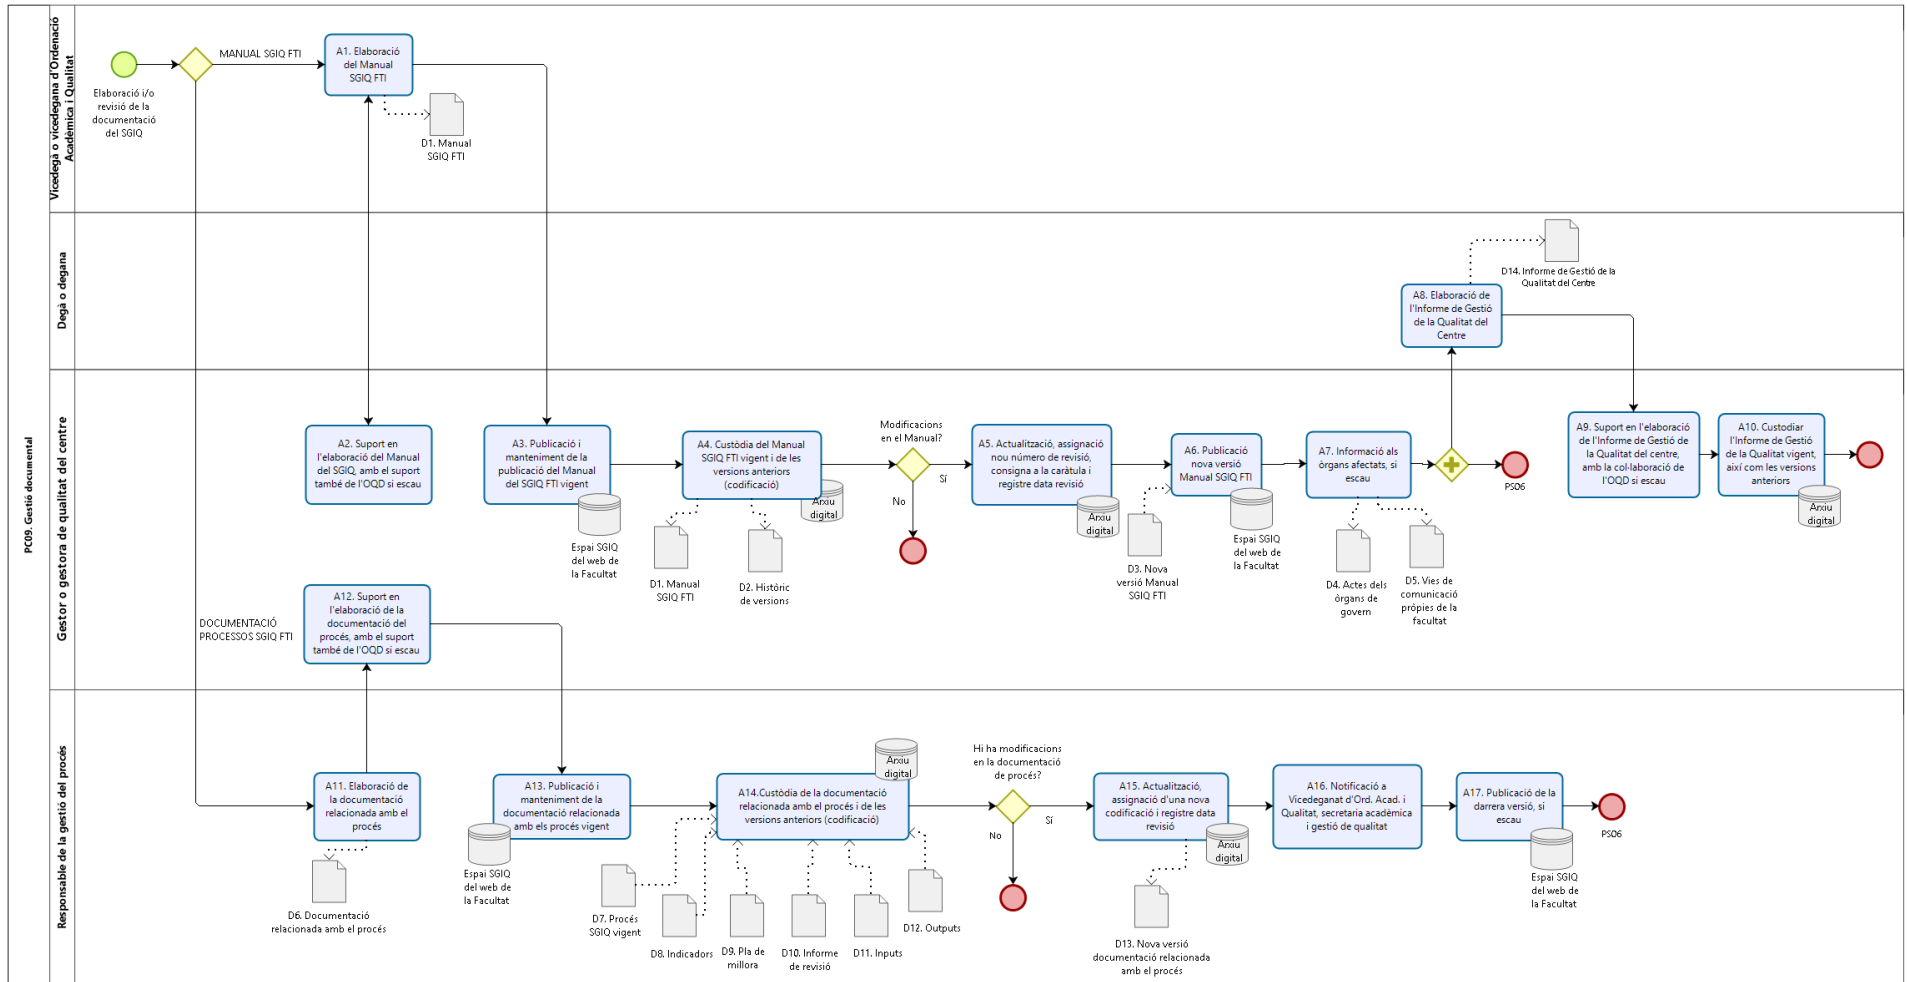 PC09. Gestió documental
Vicedegà o vicedegana d'Ordenació
Acadèmica i Qualitat
Elaboració i/o
revisió de la
documentació
del SGIQ
MANUAL SGIQ FTI
A1. Elaboració
del Manual
SGIQ FTI
D1. Manual
SGIQ FTI
Degà o degana
D14. Informe de Gestió de la
Qualitat del Centre
A8. Elaboració de
l'Informe de Gestió
de la Qualitat del
Centre
Gestor o gestora de qualitat del centre
A2. Suport en
l'elaboració del Manual
del SGIQ, amb el suport
també de l'OQD si escau
A3. Publicació i
manteniment de la
publicació del Manual
del SGIQ FTI vigent
Espai SGIQ
del web de
la Facultat
A4. Custòdia del Manual
SGIQ FTI vigent i de les
versions anteriors
(codificació)
Arxiu
digital
D1. Manual
SGIQ FTI
D2. Històric
de versions
Modificacions
en el Manual?
Sí
No
A5. Actualització, assignació
nou número de revisió,
consigna a la caràtula i
registre data revisió
Arxiu
digital
A6. Publicació
nova versió
Manual SGIQ FTI
D3. Nova
versió Manual
SGIQ FTI
Espai SGIQ
del web de
la Facultat
A7. Informació als
òrgans afectats, si
escau
D4. Actes dels
òrgans de
govern
D5. Vies de
comunicació
pròpies de la
facultat
PS06
A9. Suport en l'elaboració
de l'Informe de Gestió de
la Qualitat del centre,
amb la col·laboració de
l'OQD si escau
A10. Custodiar
l'Informe de Gestió
de la Qualitat vigent,
així com les versions
anteriors
Arxiu
digital
DOCUMENTACIÓ
PROCESSOS SGIQ FTI
A12. Suport en
l'elaboració de la
documentació del
procés, amb el suport
també de l'OQD si escau
Responsable de la gestió del procés
A11. Elaboració de
la documentació
relacionada amb el
procés
D6. Documentació
relacionada amb el procés
A13. Publicació i
manteniment de la
documentació relacionada
amb els procés vigent
Espai SGIQ
del web de
la Facultat
A14.Custòdia de la documentació
relacionada amb el procés i de les
versions anteriors (codificació)
Arxiu
digital
D7. Procés
SGIQ vigent
D8. Indicadors
D9. Pla de
millora
D10. Informe
de revisió
D11. Inputs
D12. Outputs
Hi ha modificacions
en la documentació
de procés?
Sí
No
A15. Actualització,
assignació d'una nova
codificació i registre data
revisió
Arxiu
digital
D13. Nova versió
documentació relacionada
amb el procés
A16. Notificació a
Vicedeganat d'Ord. Acad. i
Qualitat, secretaria acadèmica
i gestió de qualitat
A17. Publicació de la
darrera versió, si
escau
Espai SGIQ
del web de
la Facultat
PS06